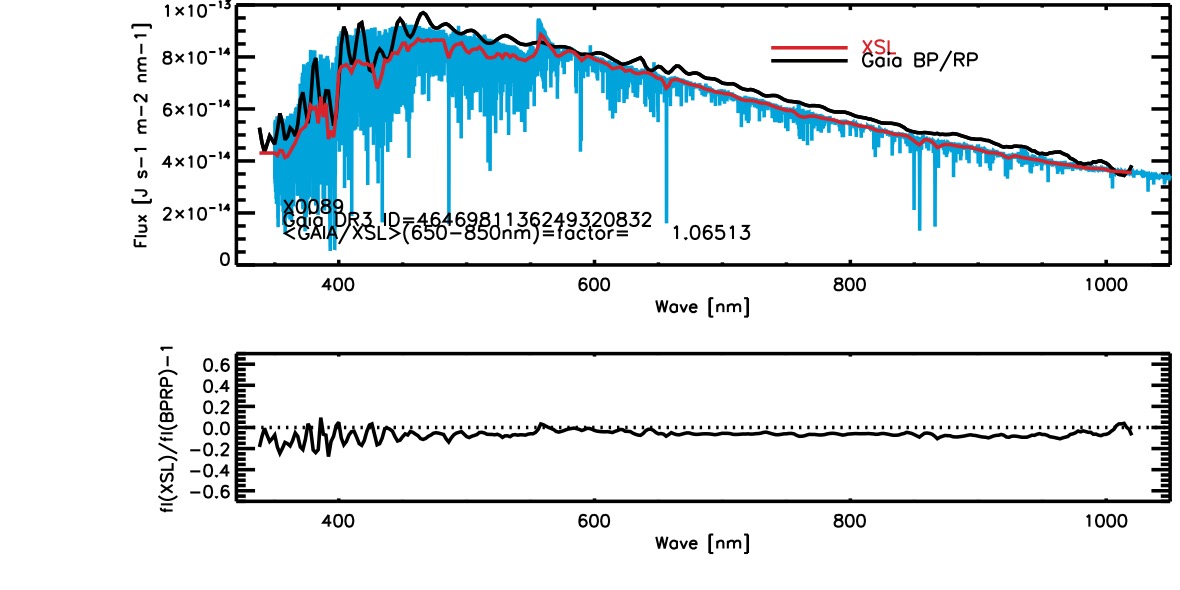 1×10−13
8×10−14
6×10−14
4×10−14
2×10−14
0
Flux [J s−1 m−2 nm−1]
XSL
Gaia BP/RP
X0089
Gaia DR3 ID=4646981136249320832
<GAIA/XSL>(650−850nm)=factor= 1.06513
400 600 800 1000
Wave [nm]
0.6
0.4
0.2
0.0
−0.2
−0.4
−0.6
fl(XSL)/fl(BPRP)−1
400 600 800 1000
Wave [nm]